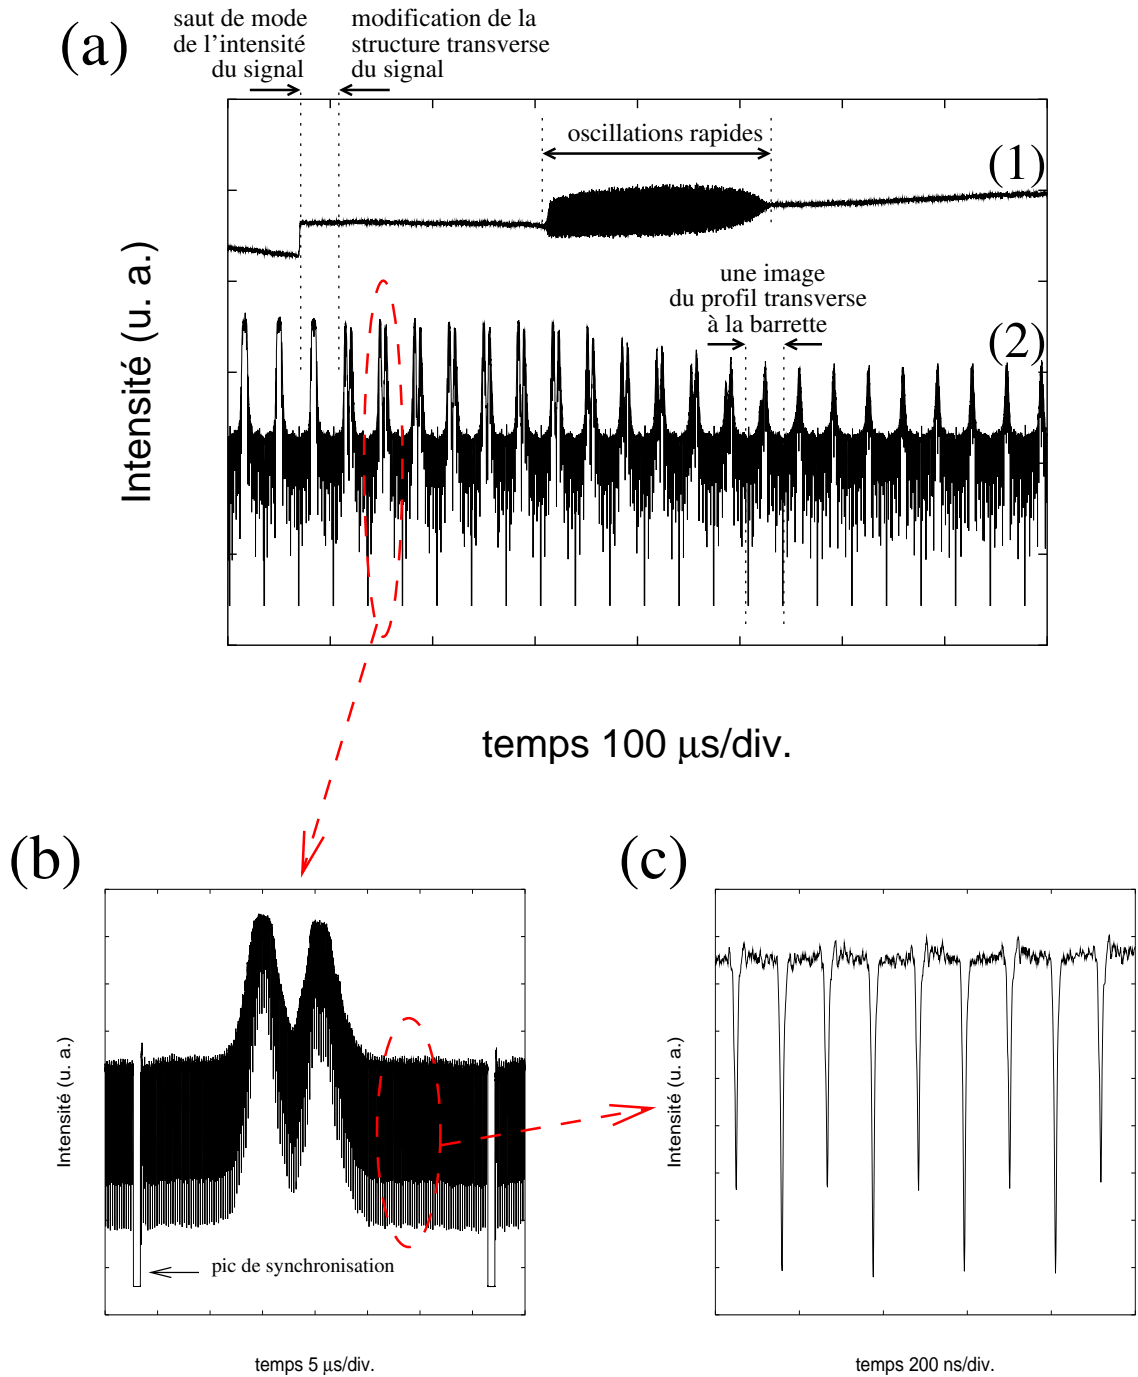 (a)
saut de mode
de l'intensité
du signal
modification de la
structure transverse
du signal
oscillations rapides
(1)
une image
du profil transverse
à la barrette
(2)
Intensité (u. a.)
temps 100 μs/div.
(b)
Intensité (u. a.)
pic de synchronisation
temps 5 μs/div.
(c)
Intensité (u. a.)
temps 200 ns/div.